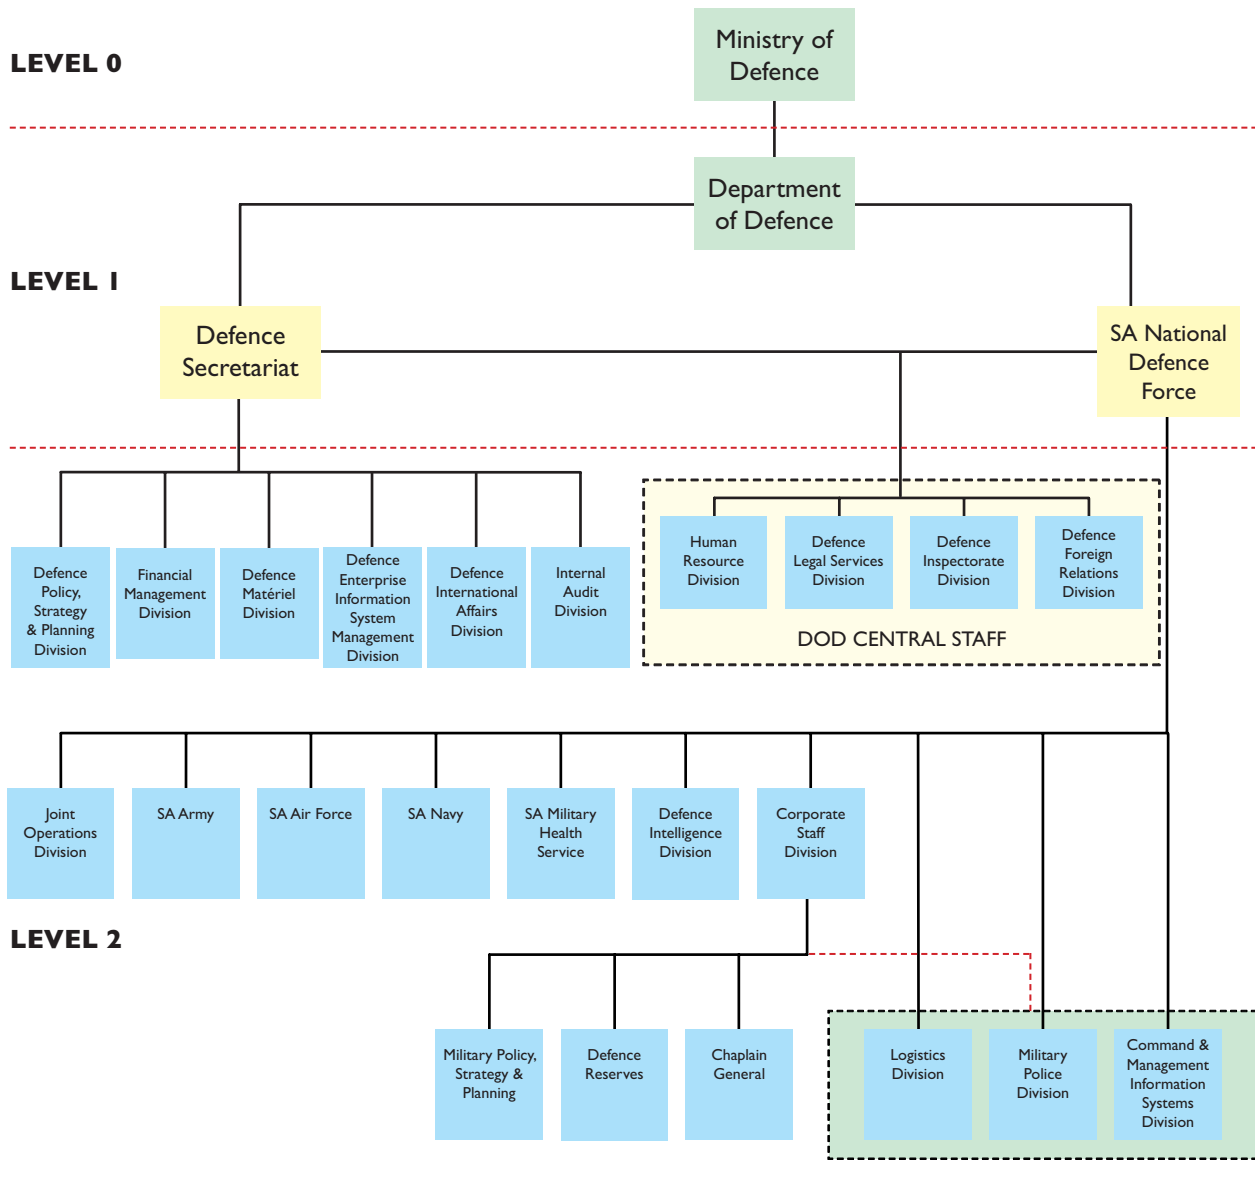 LEVEL 0
Ministry of
Defence
Department
of Defence
LEVEL 1
Defence
Secretariat
SA National
Defence
Force
Defence
Policy,
Strategy
& Planning
Division
Financial
Management
Division
Defence
Matériel
Division
Defence
Enterprise
Information
System
Management
Division
Defence
International
Affairs
Division
Internal
Audit
Division
Human
Resource
Division
Defence
Legal Services
Division
Defence
Inspectorate
Division
Defence
Foreign
Relations
Division
DOD CENTRAL STAFF
Joint
Operations
Division
SA Army
SA Air Force
SA Navy
SA Military
Health
Service
Defence
Intelligence
Division
Corporate
Staff
Division
LEVEL 2
Military Policy,
Strategy &
Planning
Defence
Reserves
Chaplain
General
Logistics
Division
Military
Police
Division
Command &
Management
Information
Systems
Division